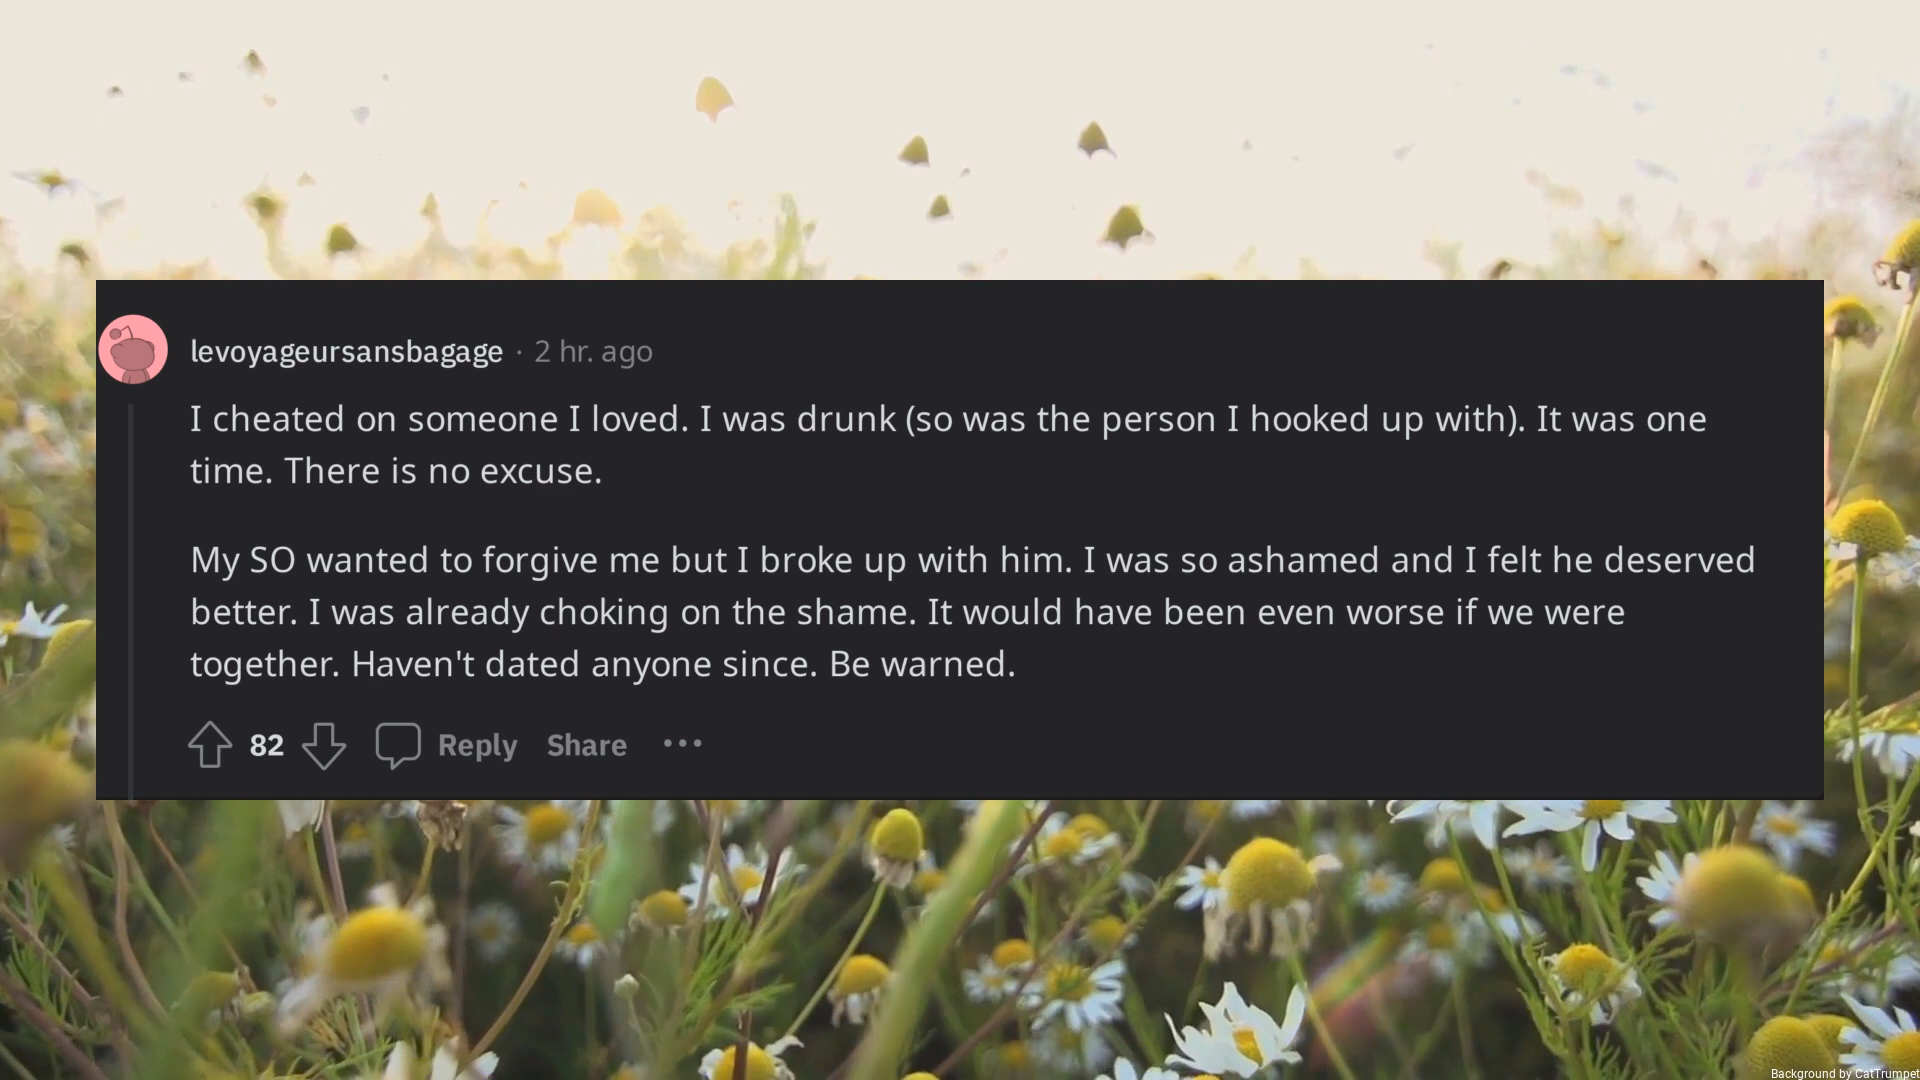 levoyageursansbagage · 2 hr. ago
I cheated on someone I loved. I was drunk (so was the person I hooked up with). It was one
time. There is no excuse.
My SO wanted to forgive me but I broke up with him. I was so ashamed and I felt he deserved
better. I was already choking on the shame. It would have been even worse if we were
together. Haven't dated anyone since. Be warned.
82 Reply Share ···
Background by CatTrumpet